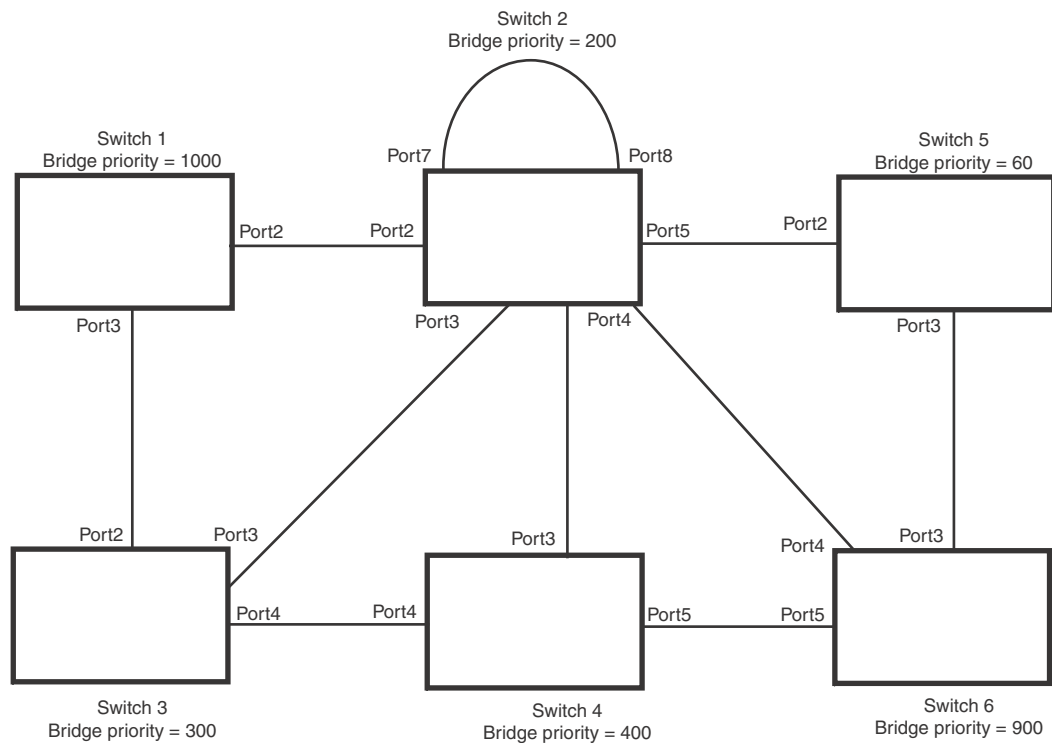 Switch 2
Bridge priority = 200
Switch 1
Bridge priority = 1000
Switch 5
Bridge priority = 60
Port7
Port8
Port2
Port2
Port5
Port2
Port3
Port3
Port4
Port3
Port2
Port3
Port3
Port4
Port3
Port4
Port4
Port5
Port5
Switch 3
Bridge priority = 300
Switch 4
Bridge priority = 400
Switch 6
Bridge priority = 900